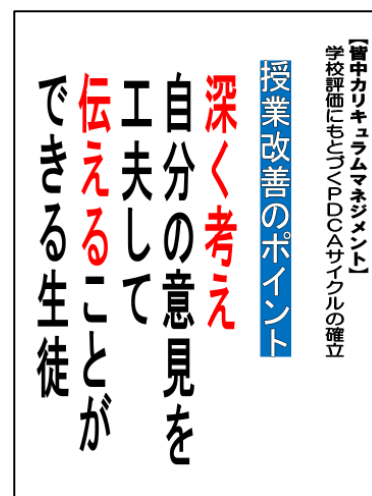 【皆中カリキュラムマネジメント】
学校評価にもとづくPDCAサイクルの確立
授業改善のポイント
深く考え
自分の意見を
工夫して
伝えることが
できる生徒